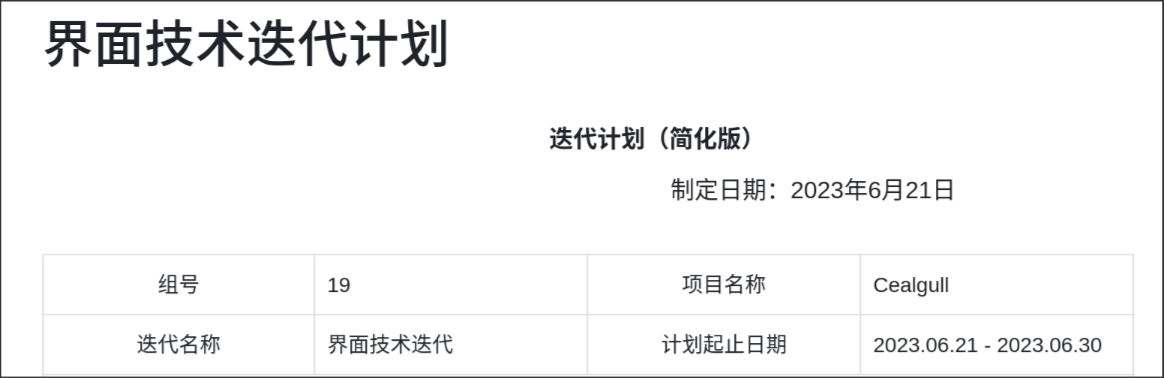 界面技术迭代计划
迭代计划（简化版）
制定日期：2023年6月21日
组号 19 项目名称 Cealgull
迭代名称 界面技术迭代 计划起止日期 2023.06.21 - 2023.06.30